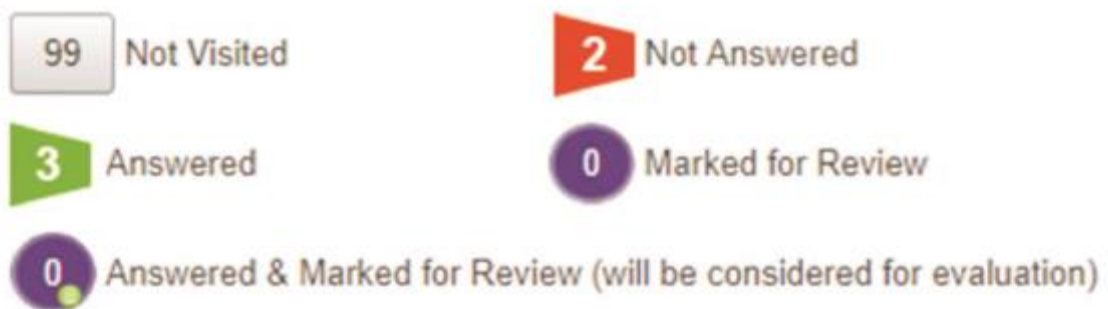 99 Not Visited
2 Not Answered
3 Answered
0 Marked for Review
0 Answered & Marked for Review (will be considered for evaluation)